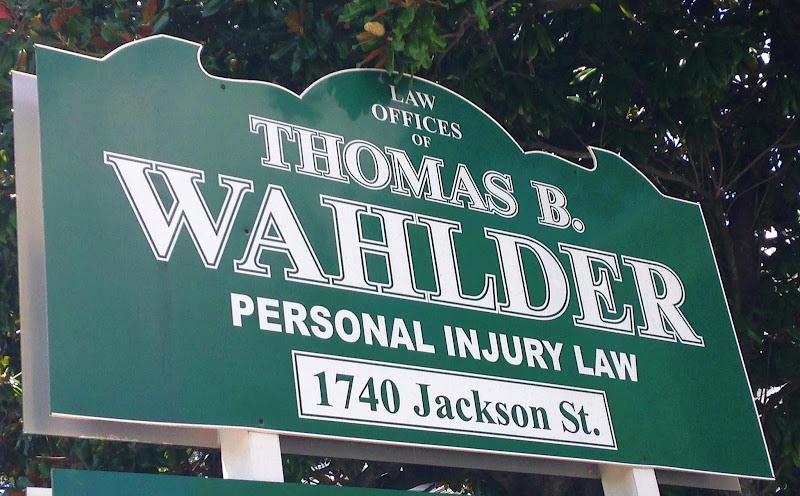 LAW
OFFICES
OF
THOMAS B.
WAHLDER
PERSONAL INJURY LAW
1740 Jackson St.